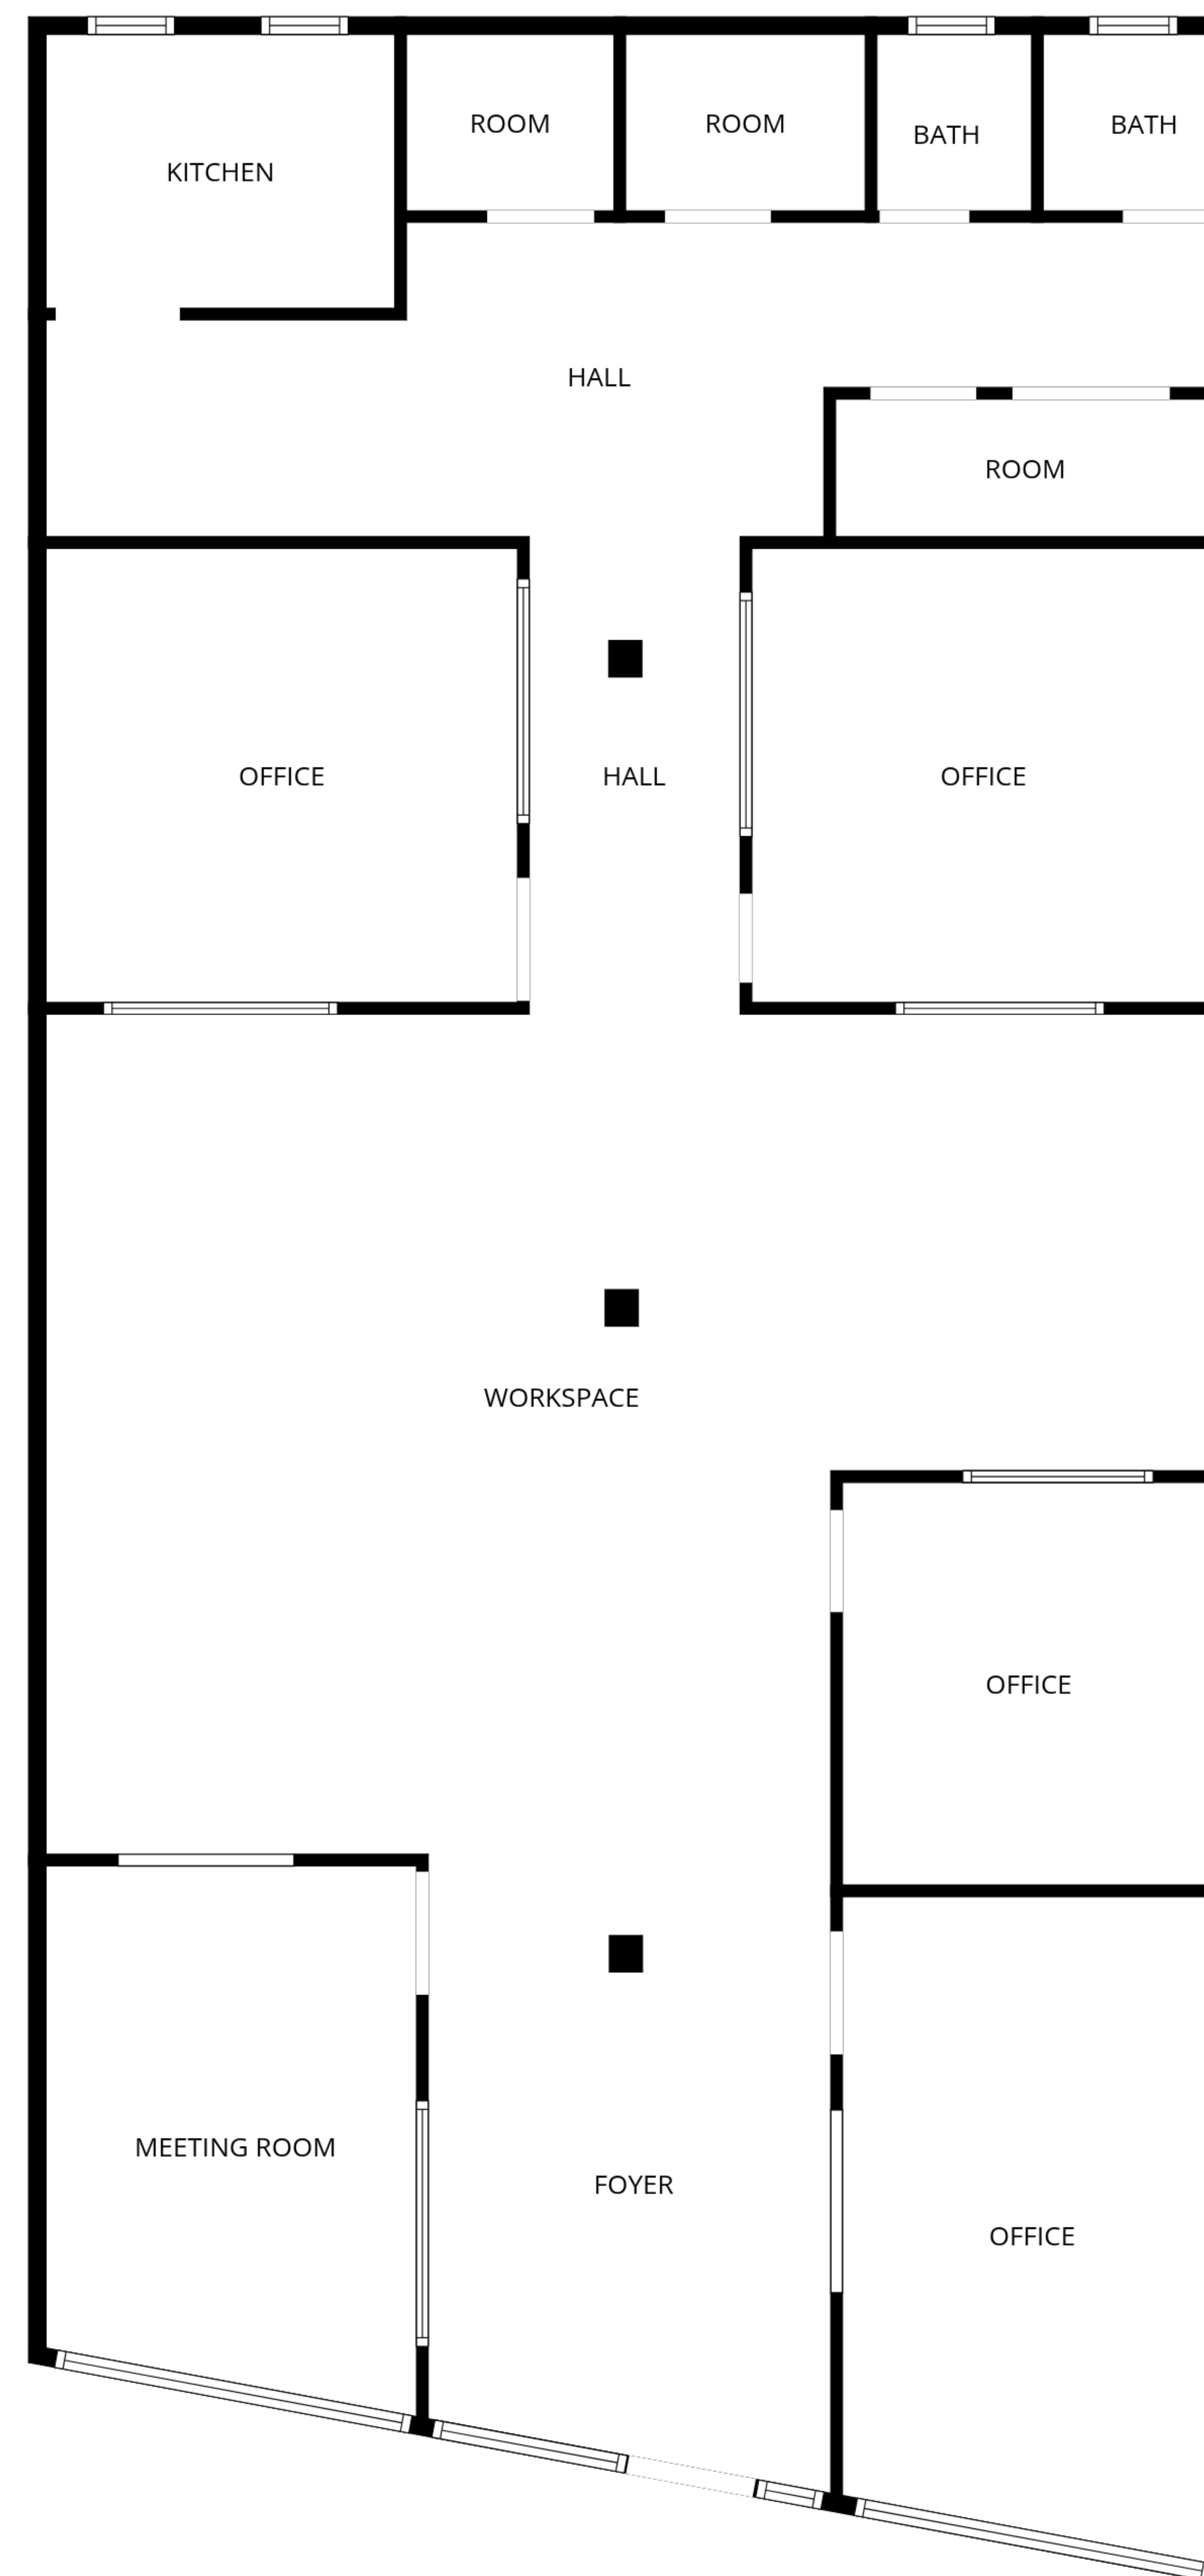 KITCHEN
ROOM
ROOM
BATH
BATH
HALL
ROOM
OFFICE
HALL
OFFICE
WORKSPACE
OFFICE
MEETING ROOM
FOYER
OFFICE